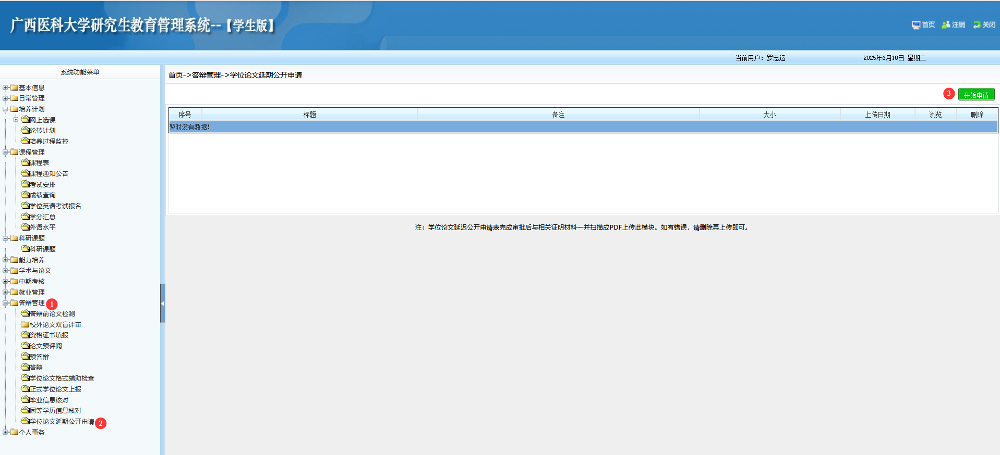 广西医科大学研究生教育管理系统--【学生版】
首页 注销 关闭
当前用户：罗忠运 2025年6月10日 星期二
系统功能菜单
首页->答辩管理->学位论文延期公开申请
3 开始申请
序号 标题 备注 大小 上传日期 浏览 删除
暂时没有数据!
注：学位论文延迟公开申请表完成审批后与相关证明材料一并扫描成PDF上传此模块。如有错误，请删除再上传即可。
基本信息
日常管理
培养计划
网上选课
轮转计划
培养过程监控
课程管理
课程表
课程通知公告
考试安排
成绩查询
学位英语考试报名
学分汇总
外语水平
科研课题
科研课题
能力培养
学术与论文
中期考核
就业管理
答辩管理 1
答辩前论文检测
校外论文双盲评审
资格证书填报
论文预评阅
预答辩
答辩
学位论文格式辅助检查
正式学位论文上报
毕业信息核对
同等学历信息核对
学位论文延期公开申请 2
个人事务